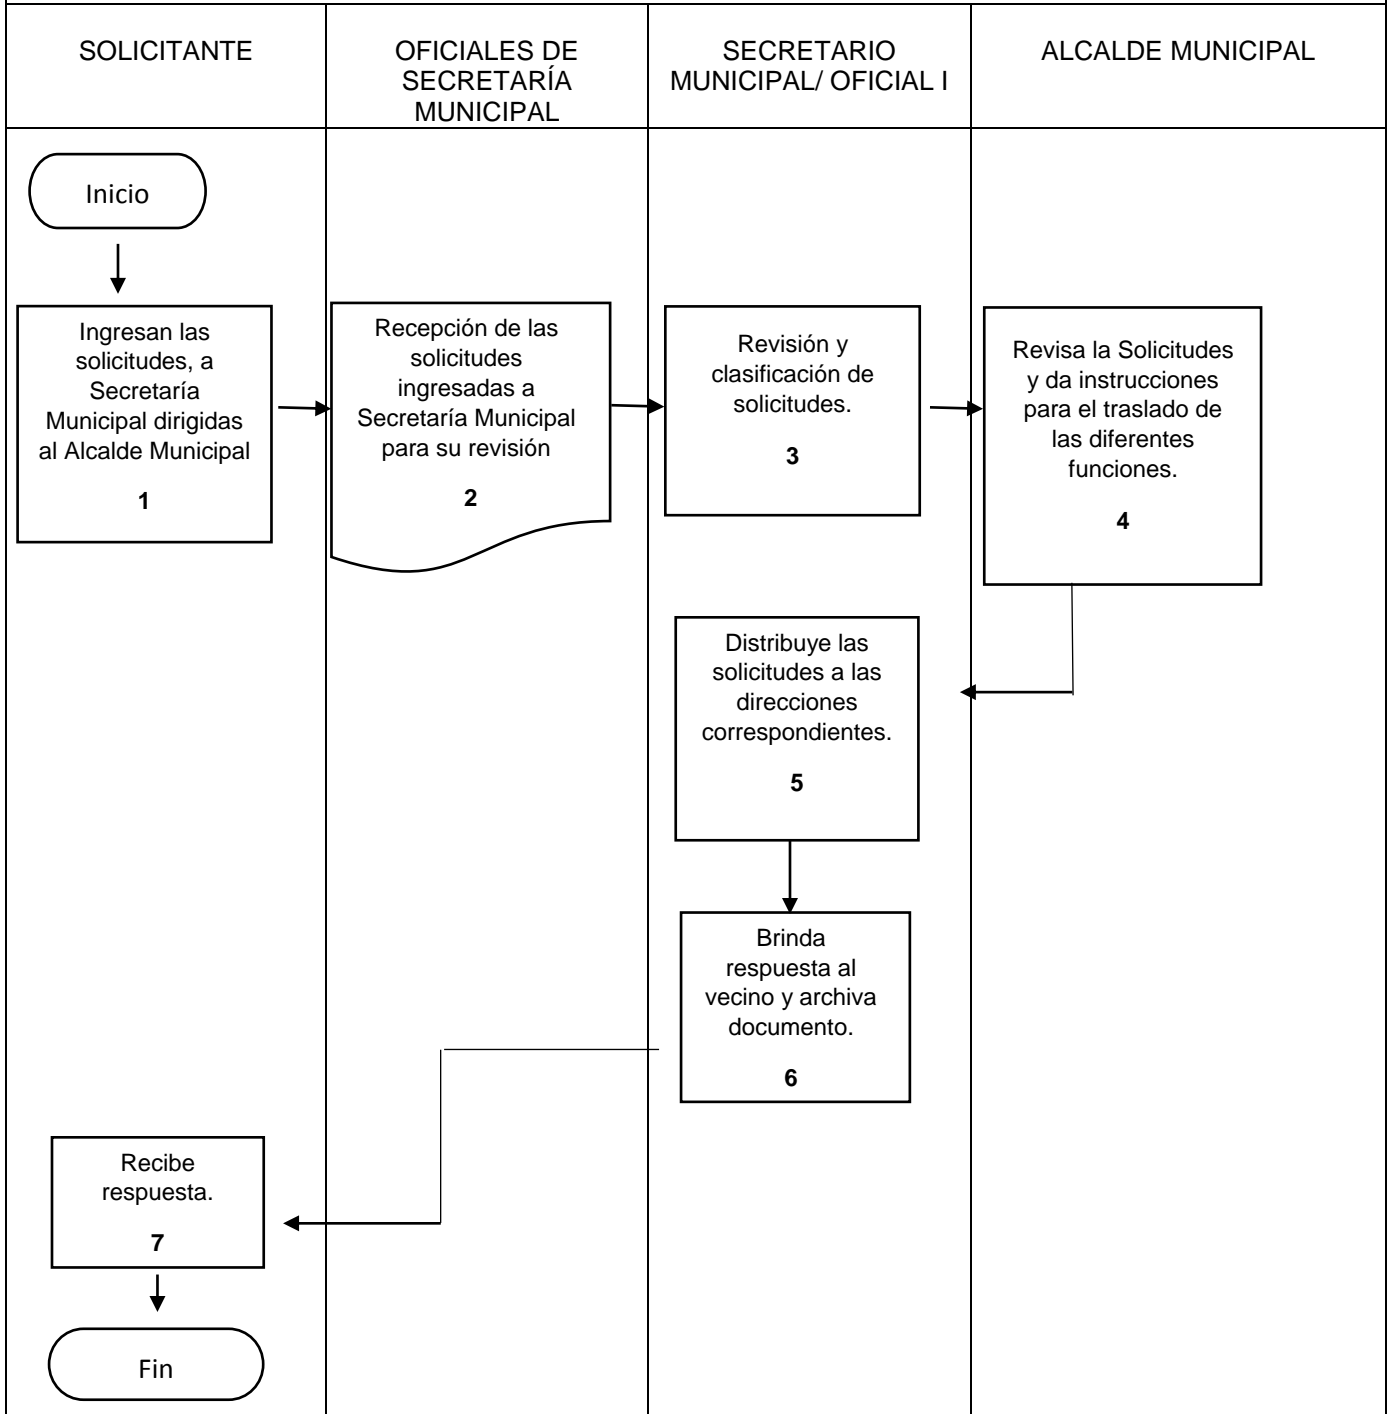 SOLICITANTE
OFICIALES DE
SECRETARÍA
MUNICIPAL
SECRETARIO
MUNICIPAL/ OFICIAL I
ALCALDE MUNICIPAL
Inicio
Ingresan las
solicitudes, a
Secretaría
Municipal dirigidas
al Alcalde Municipal
1
Recepción de las
solicitudes
ingresadas a
Secretaría Municipal
para su revisión
2
Revisión y
clasificación de
solicitudes.
3
Revisa la Solicitudes
y da instrucciones
para el traslado de
las diferentes
funciones.
4
Distribuye las
solicitudes a las
direcciones
correspondientes.
5
Brinda
respuesta al
vecino y archiva
documento.
6
Recibe
respuesta.
7
Fin